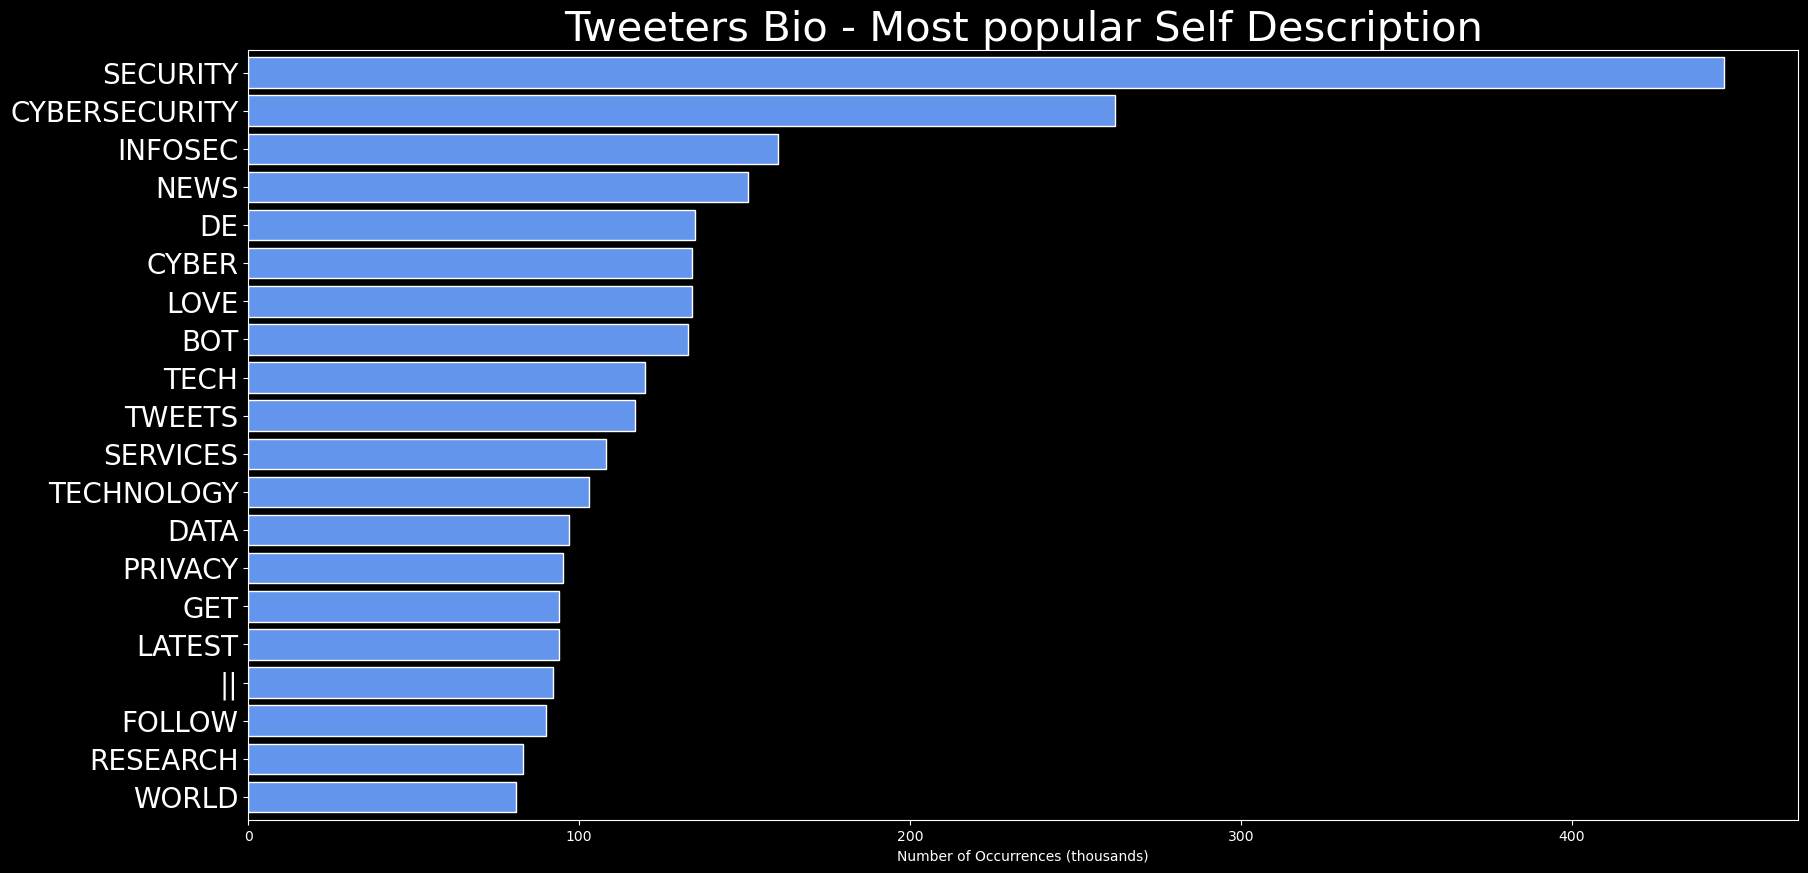 Tweeters Bio - Most popular Self Description
SECURITY
CYBERSECURITY
INFOSEC
NEWS
DE
CYBER
LOVE
BOT
TECH
TWEETS
SERVICES
TECHNOLOGY
DATA
PRIVACY
GET
LATEST
||
FOLLOW
RESEARCH
WORLD
0 100 200 300 400
Number of Occurrences (thousands)